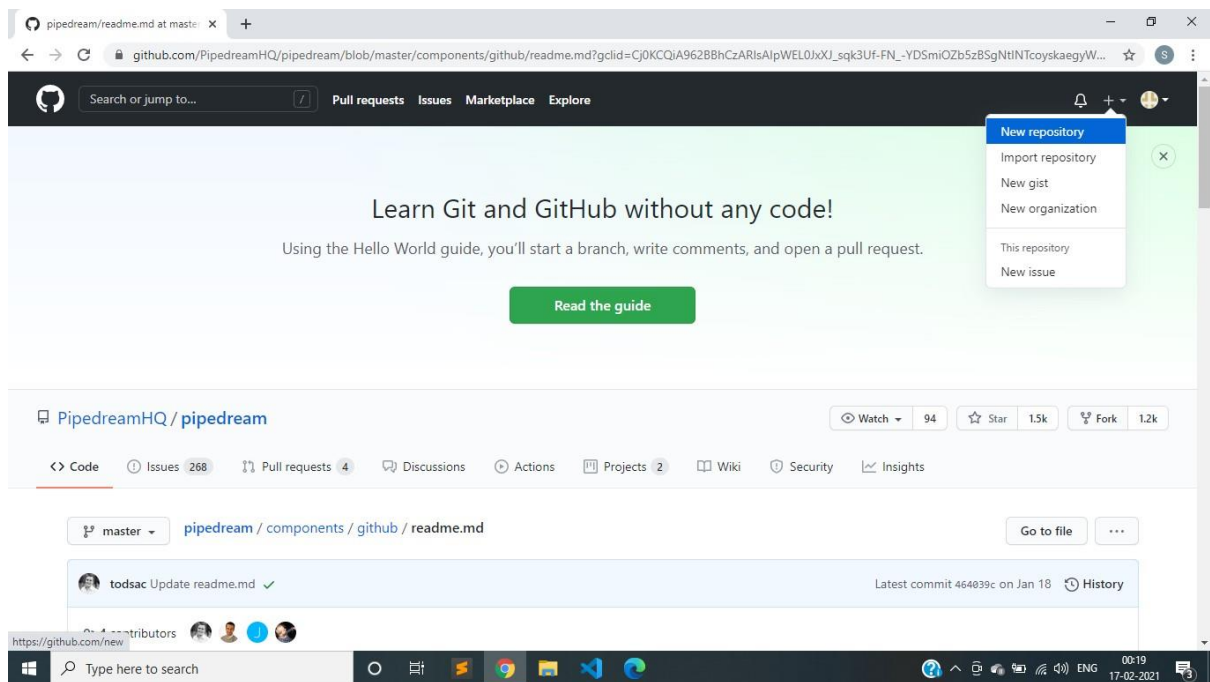 pipedream/readme.md at master
github.com/PipedreamHQ/pipedream/blob/master/components/github/readme.md?gclid=Cj0KCQiA962BBhCzARIsAIpWEL0JxXJ_sqk3Uf-FN_-YDSmiOZb5zBSgNtlNTcoyskaegyW...
S
Search or jump to...
/
Pull requests Issues Marketplace Explore
New repository
Import repository
New gist
New organization
This repository
New issue
Learn Git and GitHub without any code!
Using the Hello World guide, you'll start a branch, write comments, and open a pull request.
Read the guide
PipedreamHQ / pipedream
Watch 94 Star 1.5k Fork 1.2k
Code Issues 268 Pull requests 4 Discussions Actions Projects 2 Wiki Security Insights
master pipedream / components / github / readme.md Go to file ...
todsac Update readme.md Latest commit 464039c on Jan 18 History
J
https://github.com/new
Type here to search
ENG
00:19
17-02-2021
3